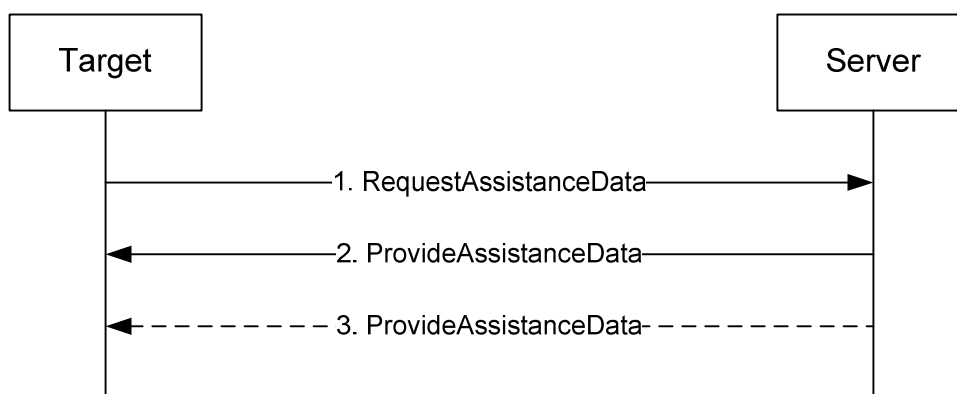 Target
Server
1. RequestAssistanceData
2. ProvideAssistanceData
3. ProvideAssistanceData